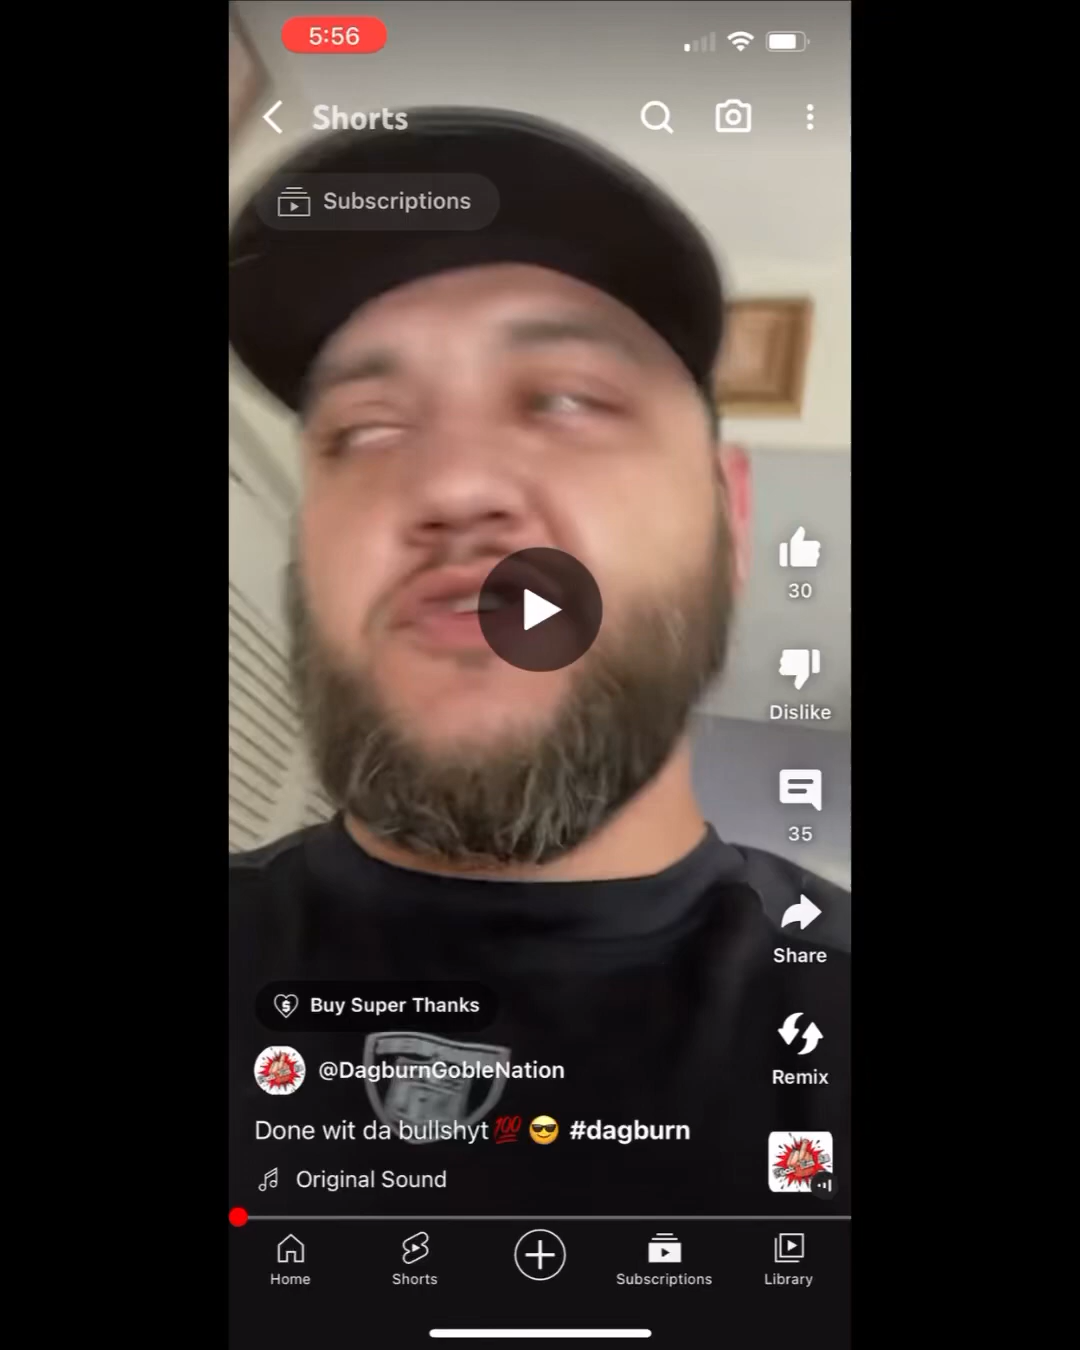 5:56
Shorts
Subscriptions
30
Dislike
35
Share
Buy Super Thanks
@DagburnGobleNation
Remix
Done wit da bullshyt 💯 😎 #dagburn
Original Sound
Home
Shorts
Subscriptions
Library